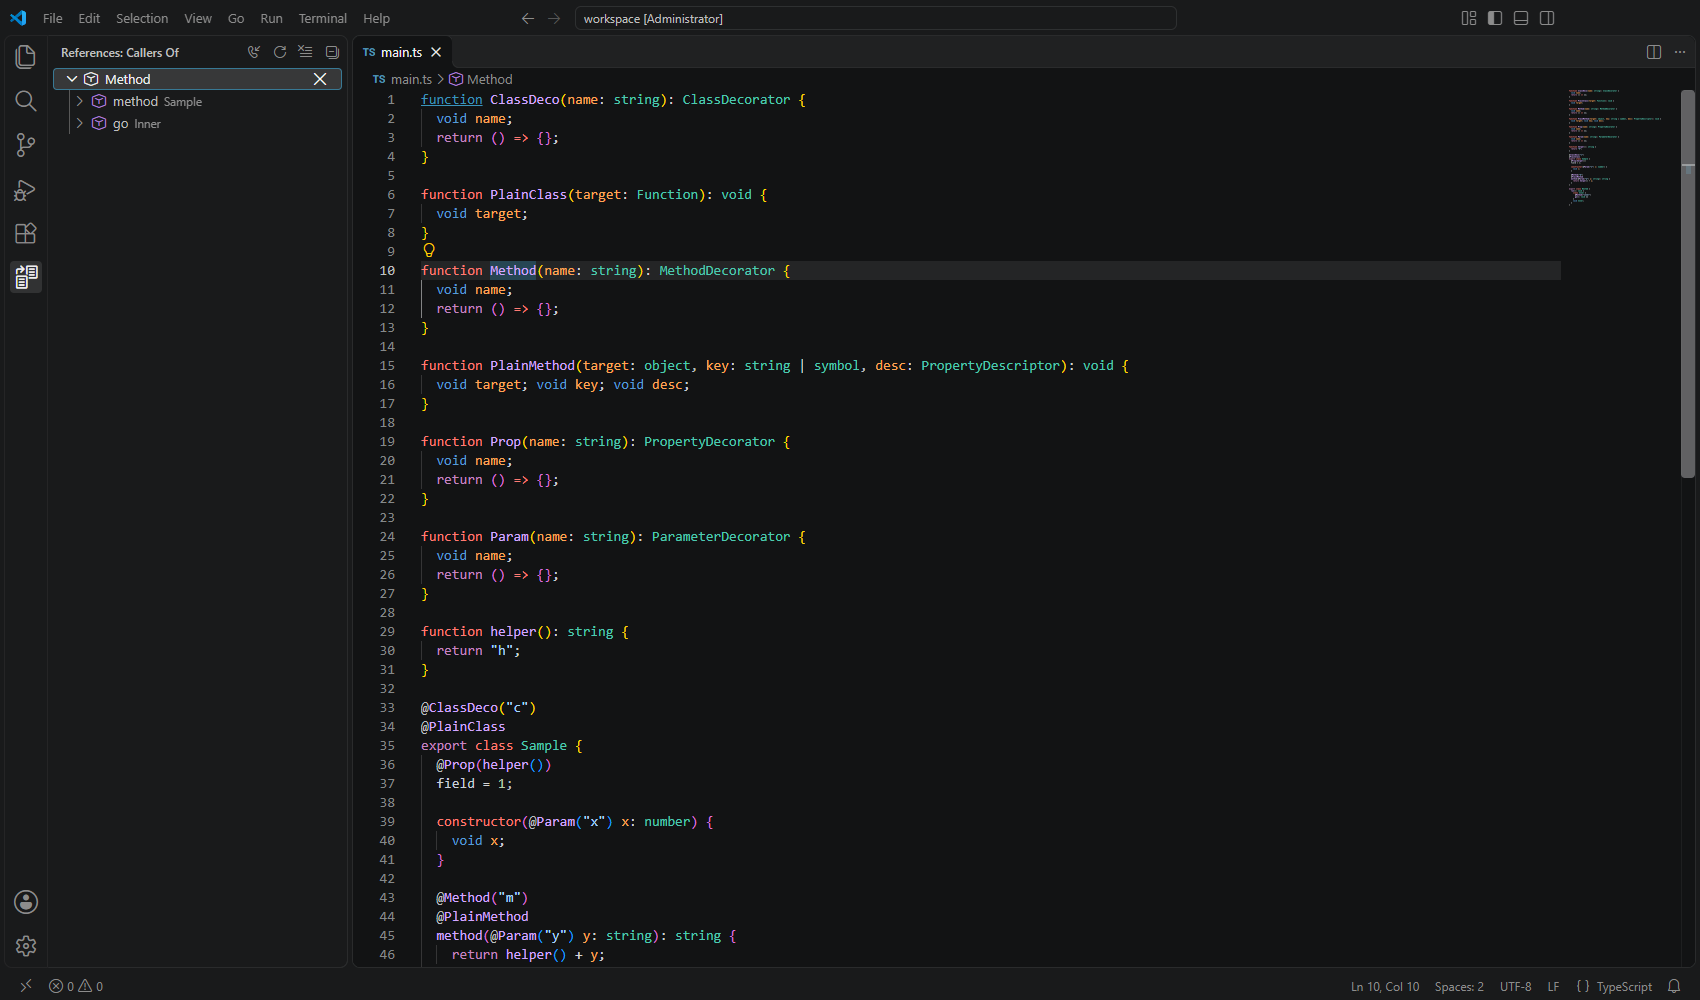 File Edit Selection View Go Run Terminal Help
workspace [Administrator]
References: Callers Of
Method
method Sample
go Inner
TS main.ts
TS main.ts > Method
1 function ClassDeco(name: string): ClassDecorator {
2 void name;
3 return () => {};
4 }
5
6 function PlainClass(target: Function): void {
7 void target;
8 }
9
10 function Method(name: string): MethodDecorator {
11 void name;
12 return () => {};
13 }
14
15 function PlainMethod(target: object, key: string | symbol, desc: PropertyDescriptor): void {
16 void target; void key; void desc;
17 }
18
19 function Prop(name: string): PropertyDecorator {
20 void name;
21 return () => {};
22 }
23
24 function Param(name: string): ParameterDecorator {
25 void name;
26 return () => {};
27 }
28
29 function helper(): string {
30 return "h";
31 }
32
33 @ClassDeco("c")
34 @PlainClass
35 export class Sample {
36 @Prop(helper())
37 field = 1;
38
39 constructor(@Param("x") x: number) {
40 void x;
41 }
42
43 @Method("m")
44 @PlainMethod
45 method(@Param("y") y: string): string {
46 return helper() + y;
0 0
Ln 10, Col 10 Spaces: 2 UTF-8 LF {} TypeScript